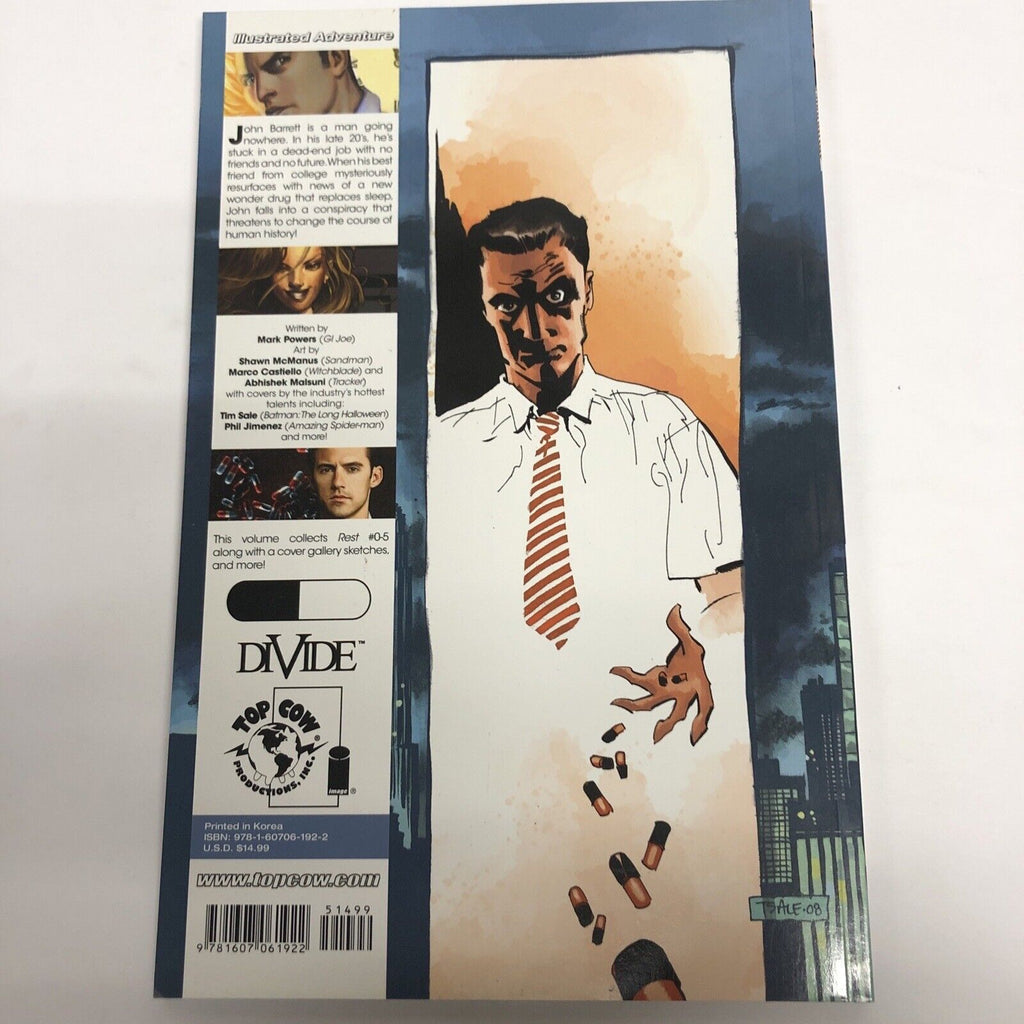 Illustrated Adventure
John Barrett is a man going
nowhere. In his late 20's, he's
stuck in a dead-end job with no
friends and no future. When his best
friend from college mysteriously
resurfaces with news of a new
wonder drug that replaces sleep,
John falls into a conspiracy that
threatens to change the course of
human history!
Written by
Mark Powers (GI Joe)
Art by
Shawn McManus (Sandman)
Marco Castiello (Witchblade) and
Abhishek Malsuni (Tracker)
with covers by the industry's hottest
talents including:
Tim Sale (Batman: The Long Halloween)
Phil Jimenez (Amazing Spider-man)
and more!
This volume collects Rest #0-5
along with a cover gallery sketches,
and more!
DIVIDE™
TOP COW®
PRODUCTIONS, INC.
image®
Printed in Korea
ISBN: 978-1-60706-192-2
U.S.D. $14.99
www.topcow.com
51499
9781607061922
TSALE·08